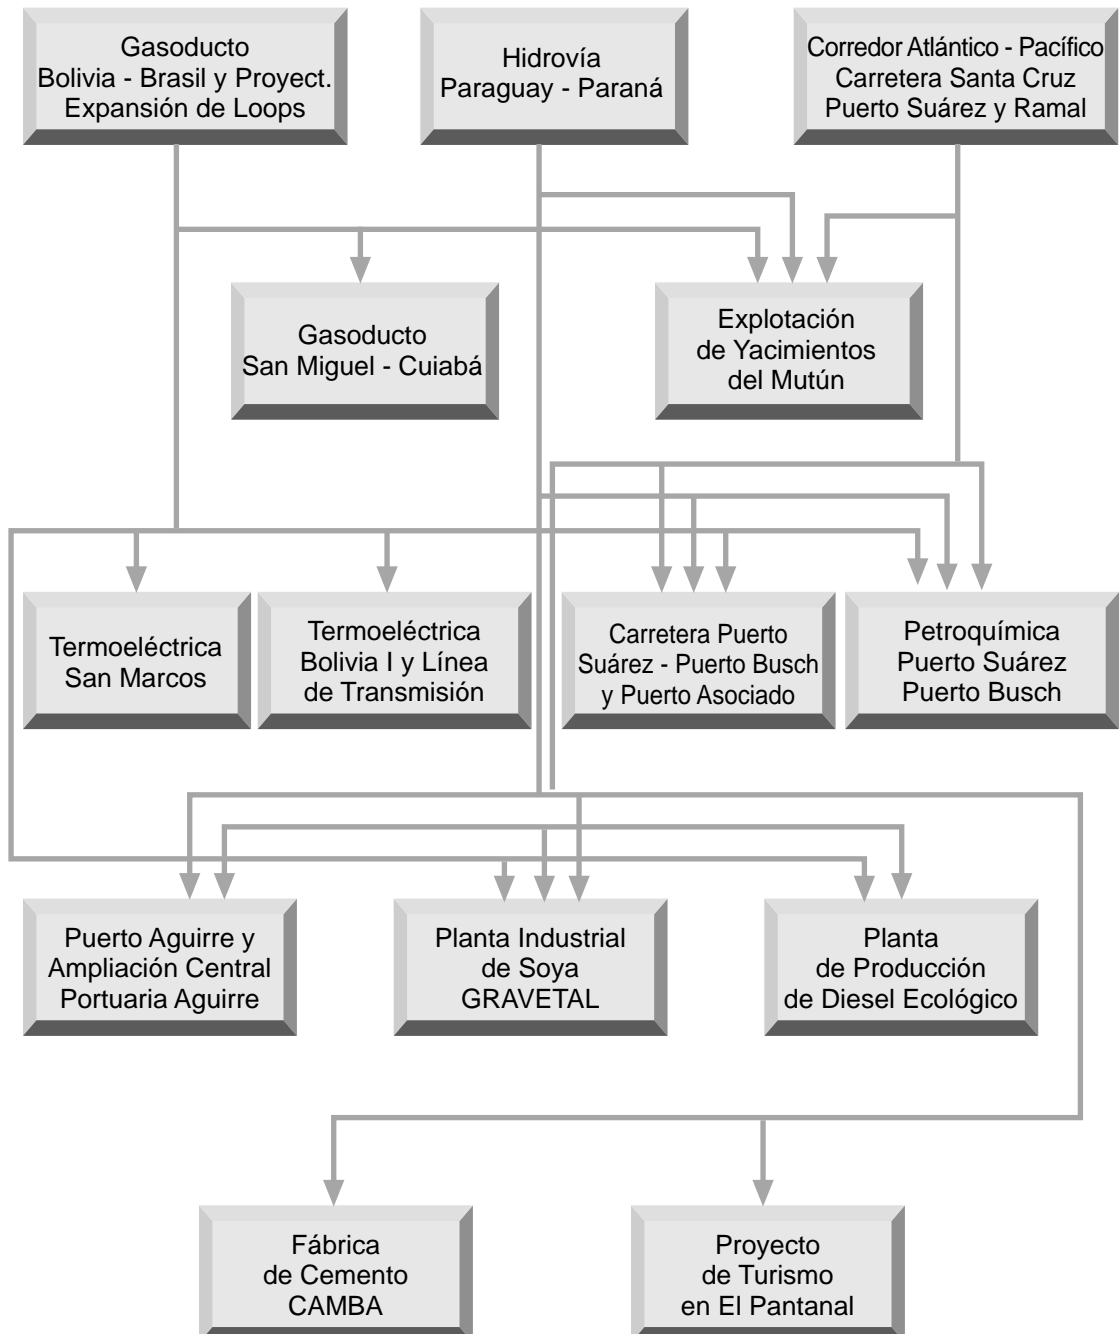 Gasoducto
Bolivia - Brasil y Proyect.
Expansión de Loops
Hidrovía
Paraguay - Paraná
Corredor Atlántico - Pacífico
Carretera Santa Cruz
Puerto Suárez y Ramal
Gasoducto
San Miguel - Cuiabá
Explotación
de Yacimientos
del Mutún
Termoeléctrica
San Marcos
Termoeléctrica
Bolivia I y Línea
de Transmisión
Carretera Puerto
Suárez - Puerto Busch
y Puerto Asociado
Petroquímica
Puerto Suárez
Puerto Busch
Puerto Aguirre y
Ampliación Central
Portuaria Aguirre
Planta Industrial
de Soya
GRAVETAL
Planta
de Producción
de Diesel Ecológico
Fábrica
de Cemento
CAMBA
Proyecto
de Turismo
en El Pantanal